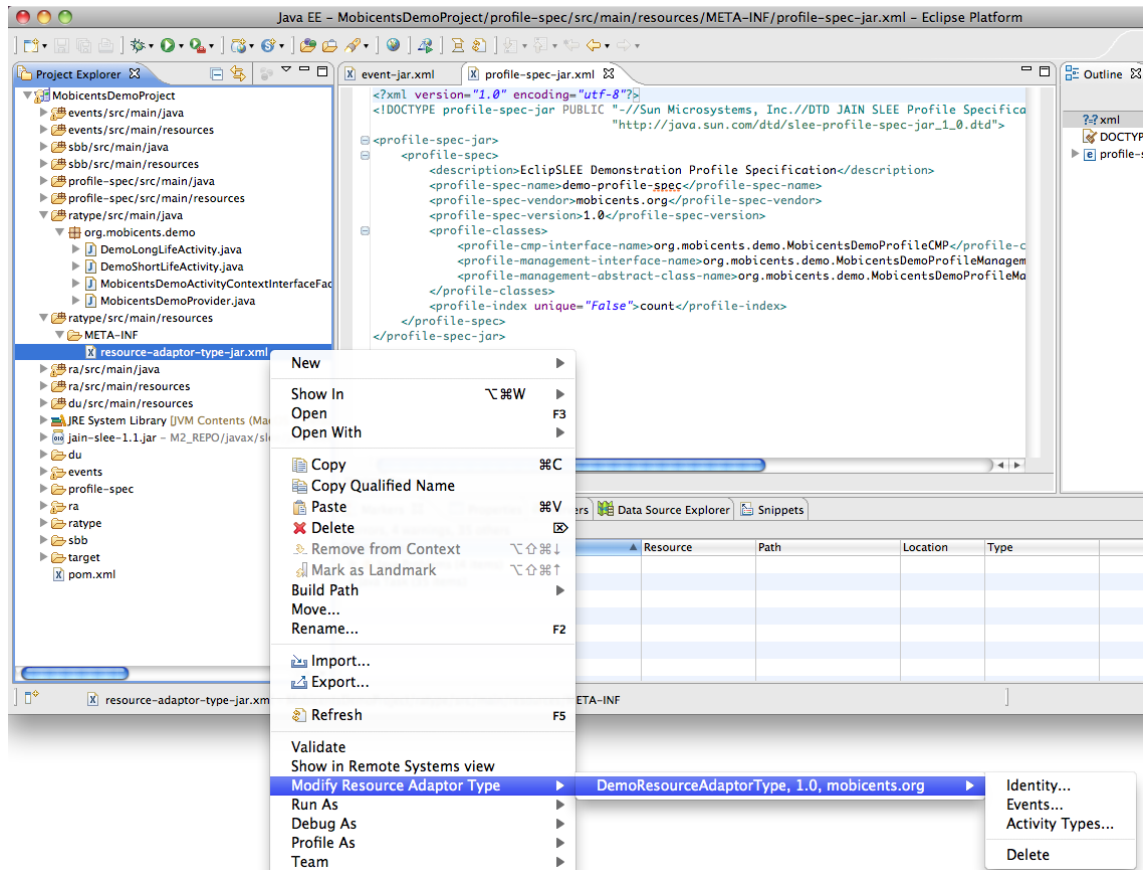 Java EE – MobicentsDemoProject/profile-spec/src/main/resources/META-INF/profile-spec-jar.xml – Eclipse Platform
Project Explorer
event-jar.xml
profile-spec-jar.xml
Outline
MobicentsDemoProject
events/src/main/java
events/src/main/resources
sbb/src/main/java
sbb/src/main/resources
profile-spec/src/main/java
profile-spec/src/main/resources
ratype/src/main/java
org.mobicents.demo
DemoLongLifeActivity.java
DemoShortLifeActivity.java
MobicentsDemoActivityContextInterfaceFac
MobicentsDemoProvider.java
ratype/src/main/resources
META-INF
resource-adaptor-type-jar.xml
ra/src/main/java
ra/src/main/resources
du/src/main/resources
JRE System Library [JVM Contents (Ma
jain-slee-1.1.jar – M2_REPO/javax/sl
du
events
profile-spec
ra
ratype
sbb
target
pom.xml
<?xml version="1.0" encoding="utf-8"?>
<!DOCTYPE profile-spec-jar PUBLIC "-//Sun Microsystems, Inc.//DTD JAIN SLEE Profile Specifica
"http://java.sun.com/dtd/slee-profile-spec-jar_1_0.dtd">
<profile-spec-jar>
<profile-spec>
<description>EclipSLEE Demonstration Profile Specification</description>
<profile-spec-name>demo-profile-spec</profile-spec-name>
<profile-spec-vendor>mobicents.org</profile-spec-vendor>
<profile-spec-version>1.0</profile-spec-version>
<profile-classes>
<profile-cmp-interface-name>org.mobicents.demo.MobicentsDemoProfileCMP</profile-c
<profile-management-interface-name>org.mobicents.demo.MobicentsDemoProfileManagem
<profile-management-abstract-class-name>org.mobicents.demo.MobicentsDemoProfileMa
</profile-classes>
<profile-index unique="False">count</profile-index>
</profile-spec>
</profile-spec-jar>
?=? xml
DOCTYP
profile-s
New
Show In ⌥⌘W
Open F3
Open With
Copy ⌘C
Copy Qualified Name
Paste ⌘V
Delete ⌦
Remove from Context ⌥⇧⌘↓
Mark as Landmark ⌥⇧⌘↑
Build Path
Move...
Rename... F2
Import...
Export...
Refresh F5
Validate
Show in Remote Systems view
Modify Resource Adaptor Type
Run As
Debug As
Profile As
Team
DemoResourceAdaptorType, 1.0, mobicents.org
Identity...
Events...
Activity Types...
Delete
ers
Data Source Explorer
Snippets
Resource Path Location Type
resource-adaptor-type-jar.xm
ETA-INF